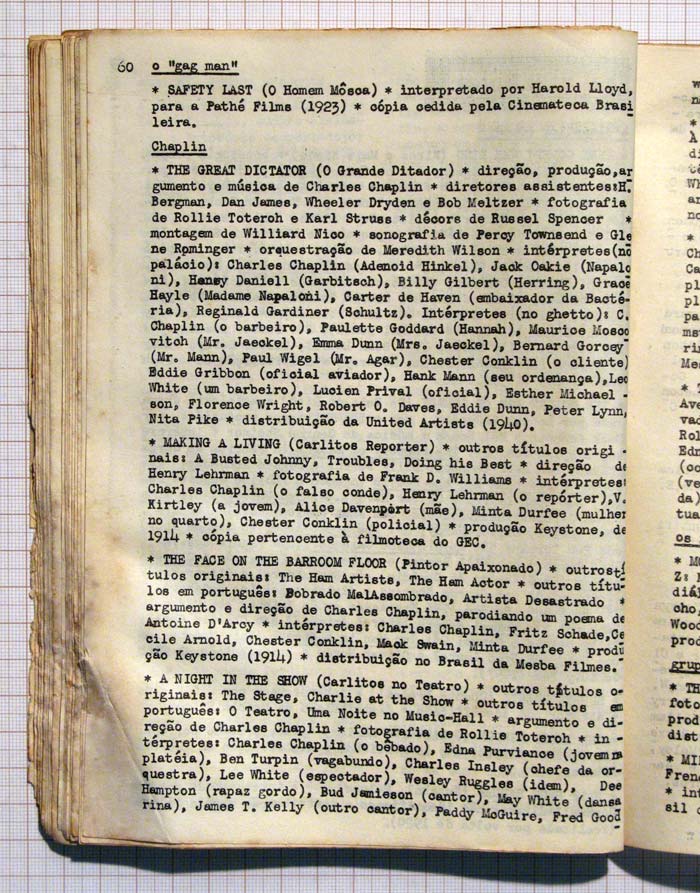 60 o "gag man"
* SAFETY LAST (O Homem Môsca) * interpretado por Harold Lloyd,
para a Pathé Films (1923) * cópia cedida pela Cinemateca Brasi
leira.
Chaplin
* THE GREAT DICTATOR (O Grande Ditador) * direção, produção,ar
gumento e música de Charles Chaplin * diretores assistentes:H.
Bergman, Dan James, Wheeler Dryden e Bob Meltzer * fotografia
de Rollie Toteroh e Karl Struss * décors de Russel Spencer *
montagem de Williard Nico * sonografia de Percy Townsend e Gle
ne Rominger * orquestração de Meredith Wilson * intérpretes(no
palácio): Charles Chaplin (Adenoid Hinkel), Jack Oakie (Napalo
ni), Henry Daniell (Garbitsch), Billy Gilbert (Herring), Grace
Hayle (Madame Napaloni), Carter de Haven (embaixador da Bacté-
ria), Reginald Gardiner (Schultz). Intérpretes (no ghetto): C.
Chaplin (o barbeiro), Paulette Goddard (Hannah), Maurice Mosco
vitch (Mr. Jaeckel), Emma Dunn (Mrs. Jaeckel), Bernard Gorcey
(Mr. Mann), Paul Wigel (Mr. Agar), Chester Conklin (o cliente)
Eddie Gribbon (oficial aviador), Hank Mann (seu ordenança),Leo
White (um barbeiro), Lucien Prival (oficial), Esther Michael -
son, Florence Wright, Robert O. Daves, Eddie Dunn, Peter Lynn,
Nita Pike * distribuição da United Artists (1940).
* MAKING A LIVING (Carlitos Reporter) * outros títulos origi -
nais: A Busted Johnny, Troubles, Doing his Best * direção de
Henry Lehrman * fotografia de Frank D. Williams * intérpretes:
Charles Chaplin (o falso conde), Henry Lehrman (o repórter),V.
Kirtley (a jovem), Alice Davenport (mãe), Minta Durfee (mulher
no quarto), Chester Conklin (policial) * produção Keystone, de
1914 * cópia pertencente à filmoteca do GEC.
* THE FACE ON THE BARROOM FLOOR (Pintor Apaixonado) * outrostí
tulos originais: The Ham Artists, The Ham Actor * outros títu-
los em português: Bobrado MalAssombrado, Artista Desastrado *
argumento e direção de Charles Chaplin, parodiando um poema de
Antoine D'Arcy * intérpretes: Charles Chaplin, Fritz Schade,Ce
cile Arnold, Chester Conklin, Mack Swain, Minta Durfee * produ
ção Keystone (1914) * distribuição no Brasil da Mesba Filmes.
* A NIGHT IN THE SHOW (Carlitos no Teatro) * outros títulos o-
riginais: The Stage, Charlie at the Show * outros títulos em
português: O Teatro, Uma Noite no Music-Hall * argumento e di-
reção de Charles Chaplin * fotografia de Rollie Toteroh * in -
térpretes: Charles Chaplin (o bêbado), Edna Purviance (jovem na
platéia), Ben Turpin (vagabundo), Charles Insley (chefe da or-
questra), Lee White (espectador), Wesley Ruggles (idem), Dee
Hampton (rapaz gordo), Bud Jamieson (cantor), May White (dansa
rina), James T. Kelly (outro cantor), Paddy McGuire, Fred Good